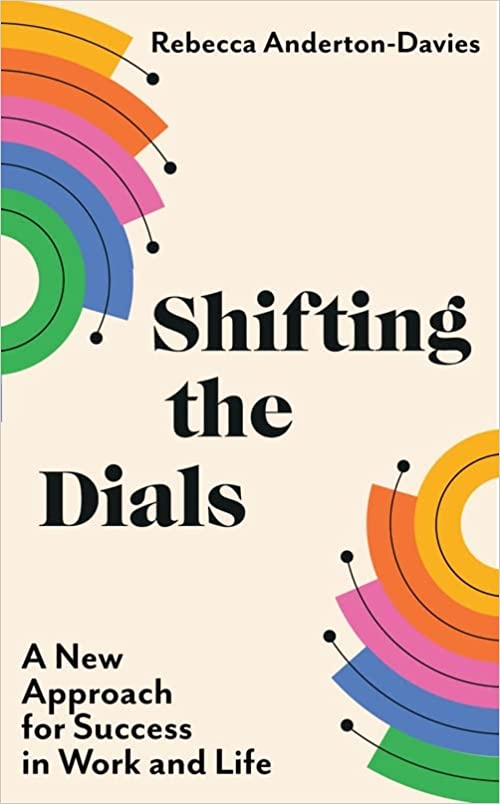 Rebecca Anderton-Davies
Shifting
the
Dials
A New
Approach
for Success
in Work and Life